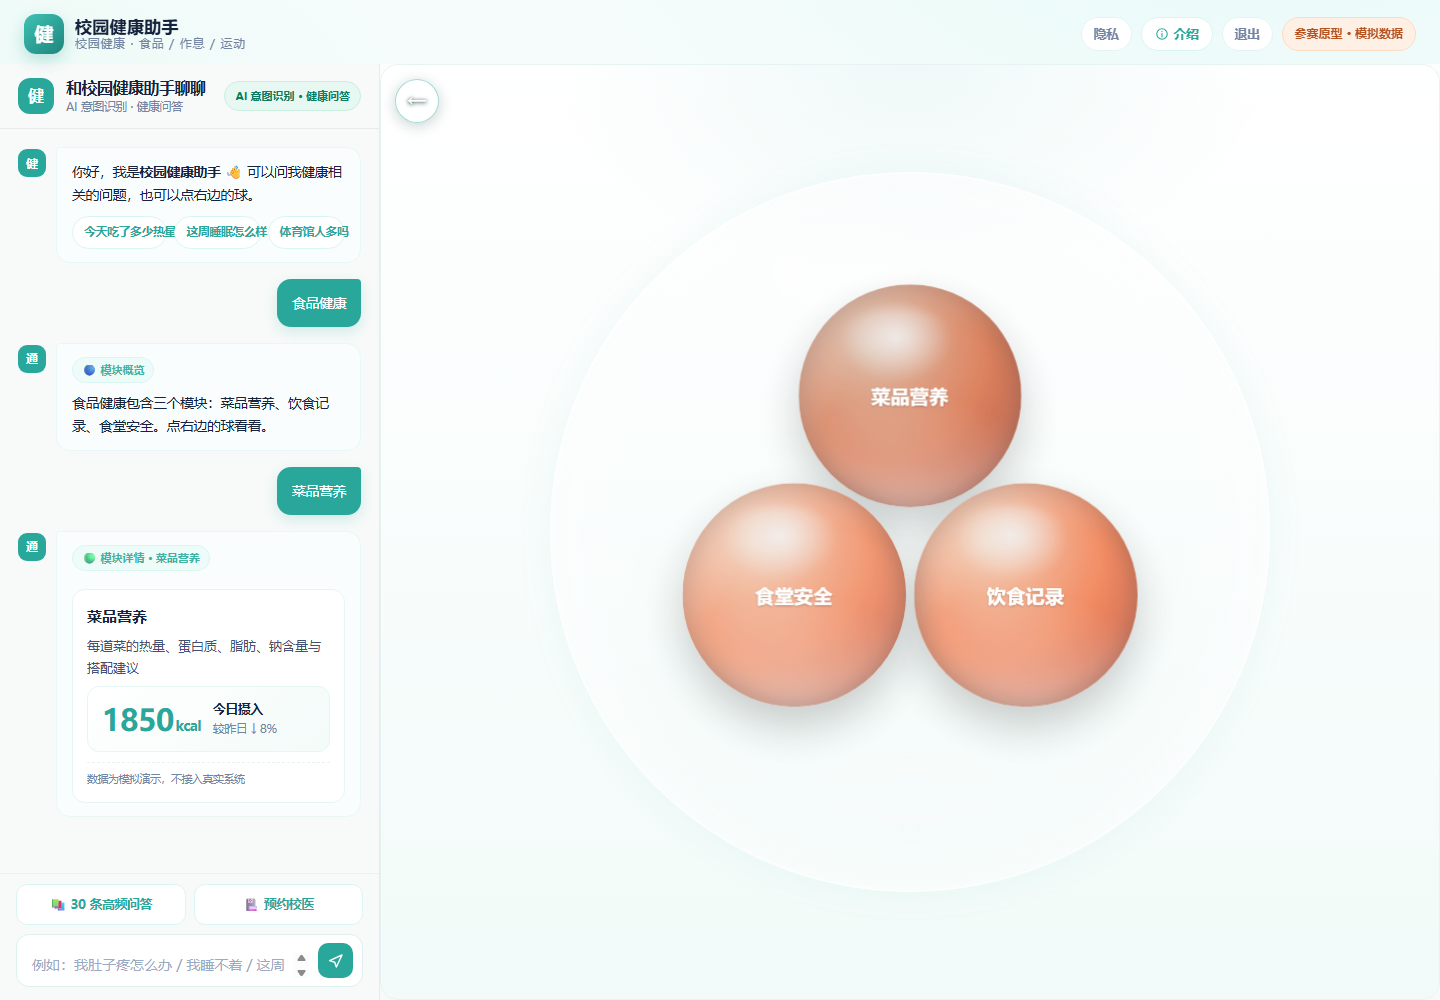 健
校园健康助手
校园健康 · 食品 / 作息 / 运动
隐私
介绍
退出
参赛原型 • 模拟数据
健
和校园健康助手聊聊
AI 意图识别 · 健康问答
AI 意图识别 • 健康问答
健
你好，我是校园健康助手 👋 可以问我健康相
关的问题，也可以点右边的球。
今天吃了多少热量
这周睡眠怎么样
体育馆人多吗
食品健康
通
模块概览
食品健康包含三个模块：菜品营养、饮食记
录、食堂安全。点右边的球看看。
菜品营养
通
模块详情 • 菜品营养
菜品营养
每道菜的热量、蛋白质、脂肪、钠含量与
搭配建议
1850kcal
今日摄入
较昨日↓8%
数据为模拟演示，不接入真实系统
30 条高频问答
预约校医
例如：我肚子疼怎么办 / 我睡不着 / 这周
菜品营养
食堂安全
饮食记录